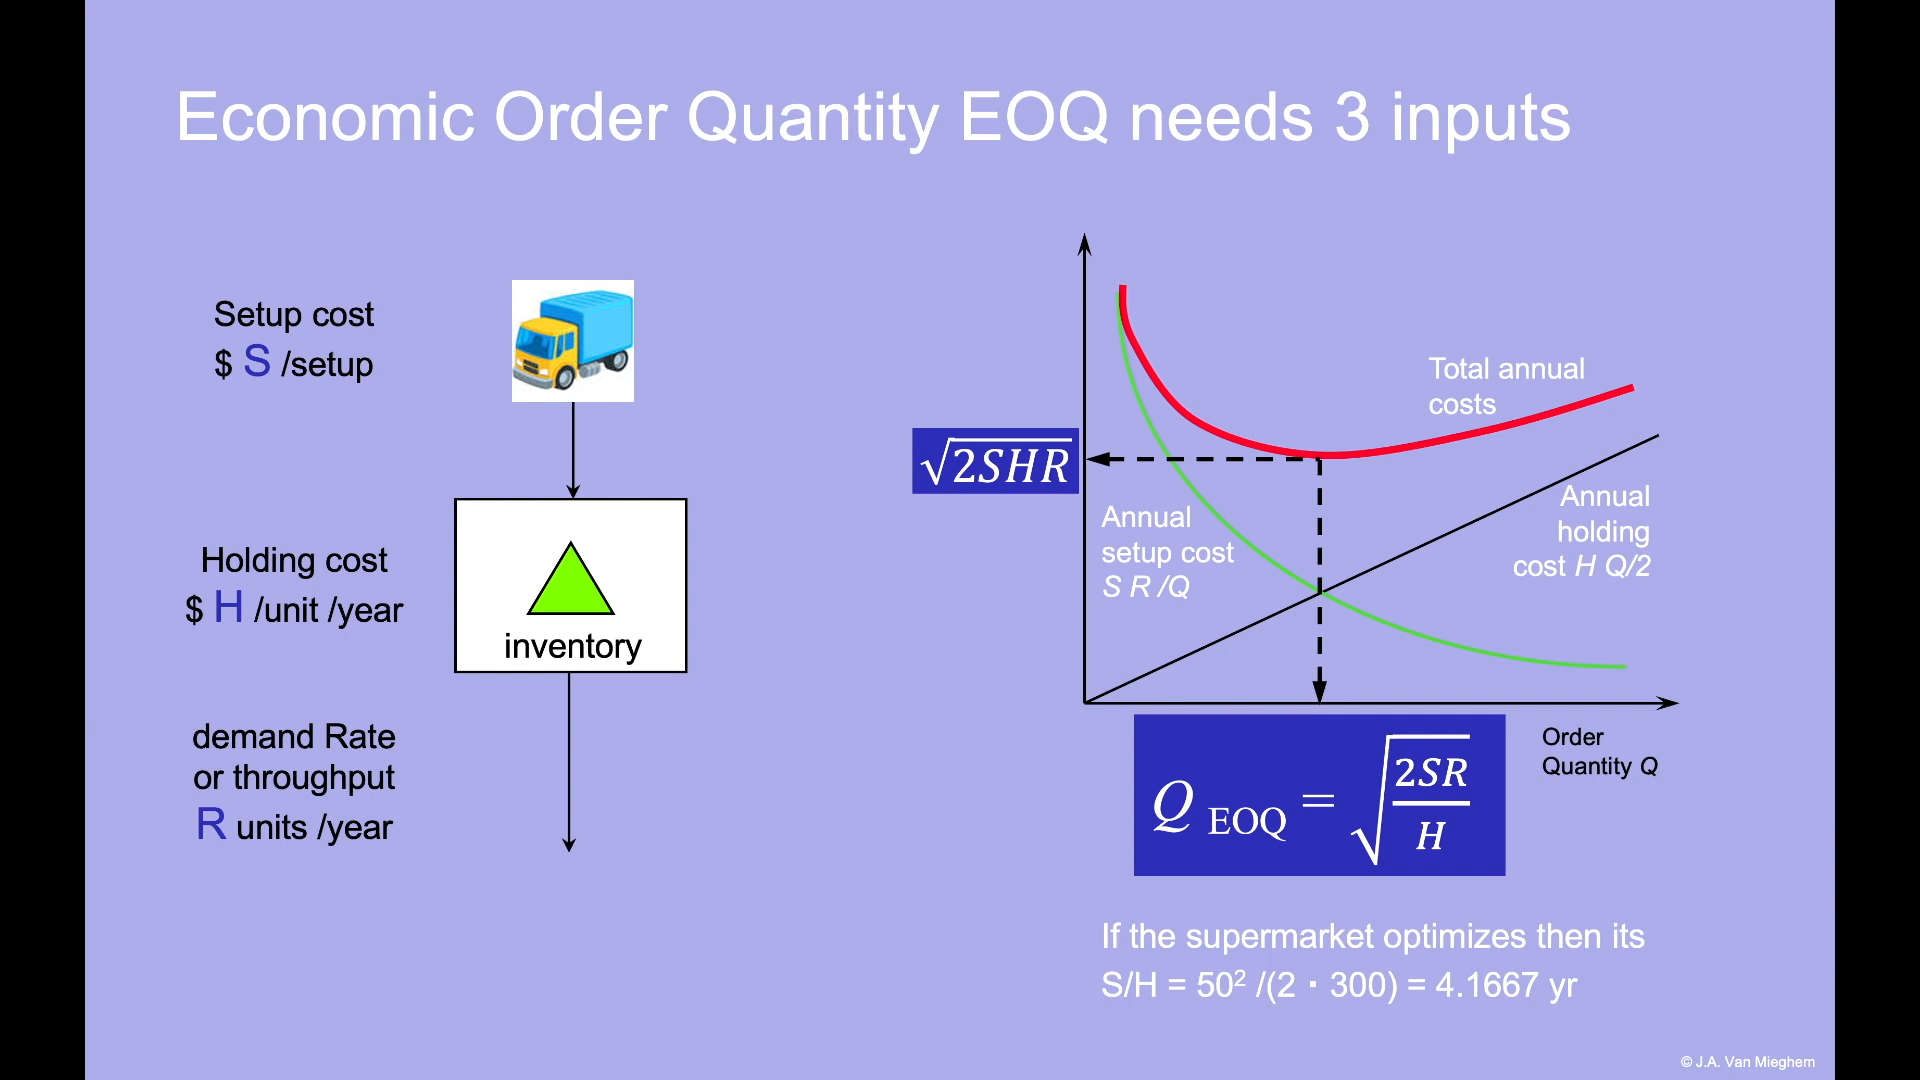 Economic Order Quantity EOQ needs 3 inputs
Setup cost
$ S /setup
Holding cost
$ H /unit /year
inventory
demand Rate
or throughput
R units /year
√2SHR
Total annual
costs
Annual
setup cost
S R /Q
Annual
holding
cost H Q/2
Order
Quantity Q
Q EOQ = √2SR/H
If the supermarket optimizes then its
S/H = 50² /(2 · 300) = 4.1667 yr
© J.A. Van Mieghem